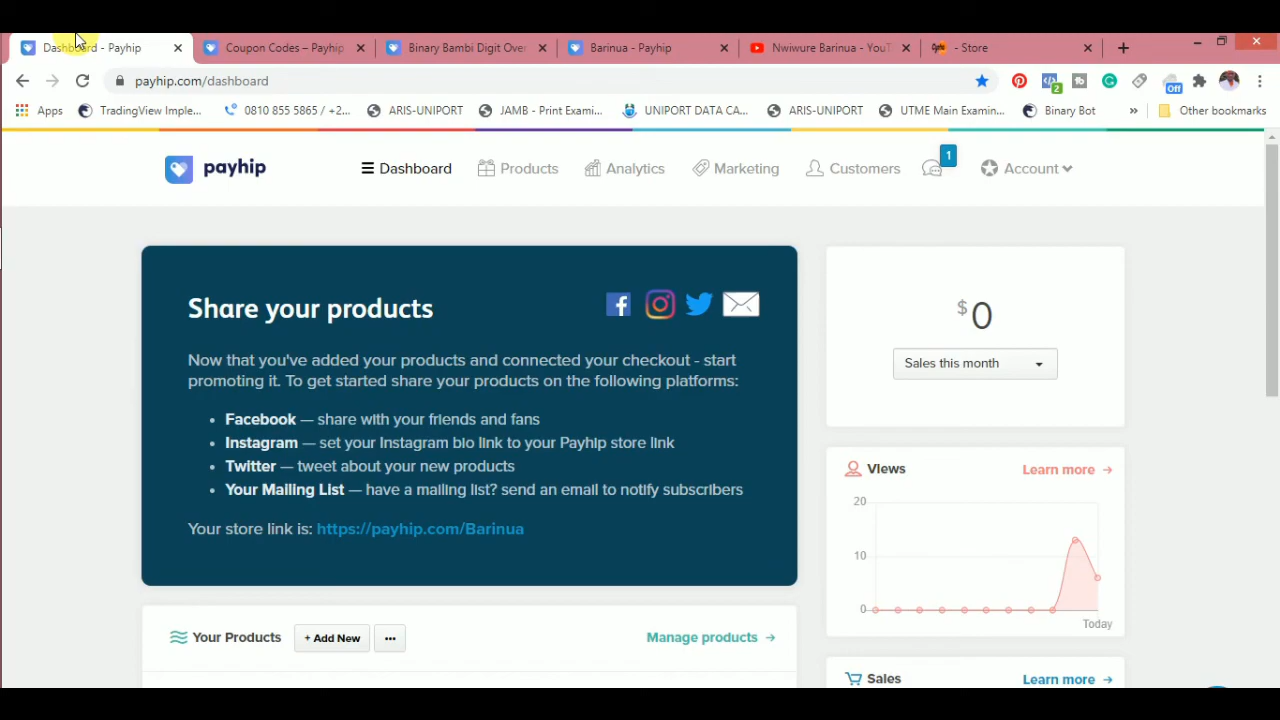 Dashboard - Payhip
Coupon Codes – Payhip
Binary Bambi Digit Over
Barinua - Payhip
Nwiwure Barinua - YouT
- Store
payhip.com/dashboard
2
Off
Apps
TradingView Imple...
0810 855 5865 / +2...
ARIS-UNIPORT
JAMB - Print Exami...
UNIPORT DATA CA...
ARIS-UNIPORT
UTME Main Examin...
Binary Bot
»
Other bookmarks
payhip
Dashboard
Products
Analytics
Marketing
Customers
1
Account
Share your products
Now that you've added your products and connected your checkout - start
promoting it. To get started share your products on the following platforms:
• Facebook — share with your friends and fans
• Instagram — set your Instagram bio link to your Payhip store link
• Twitter — tweet about your new products
• Your Mailing List — have a mailing list? send an email to notify subscribers
Your store link is: https://payhip.com/Barinua
$0
Sales this month
Views
Learn more →
20
10
0
Today
Your Products
+ Add New
...
Manage products →
Sales
Learn more →